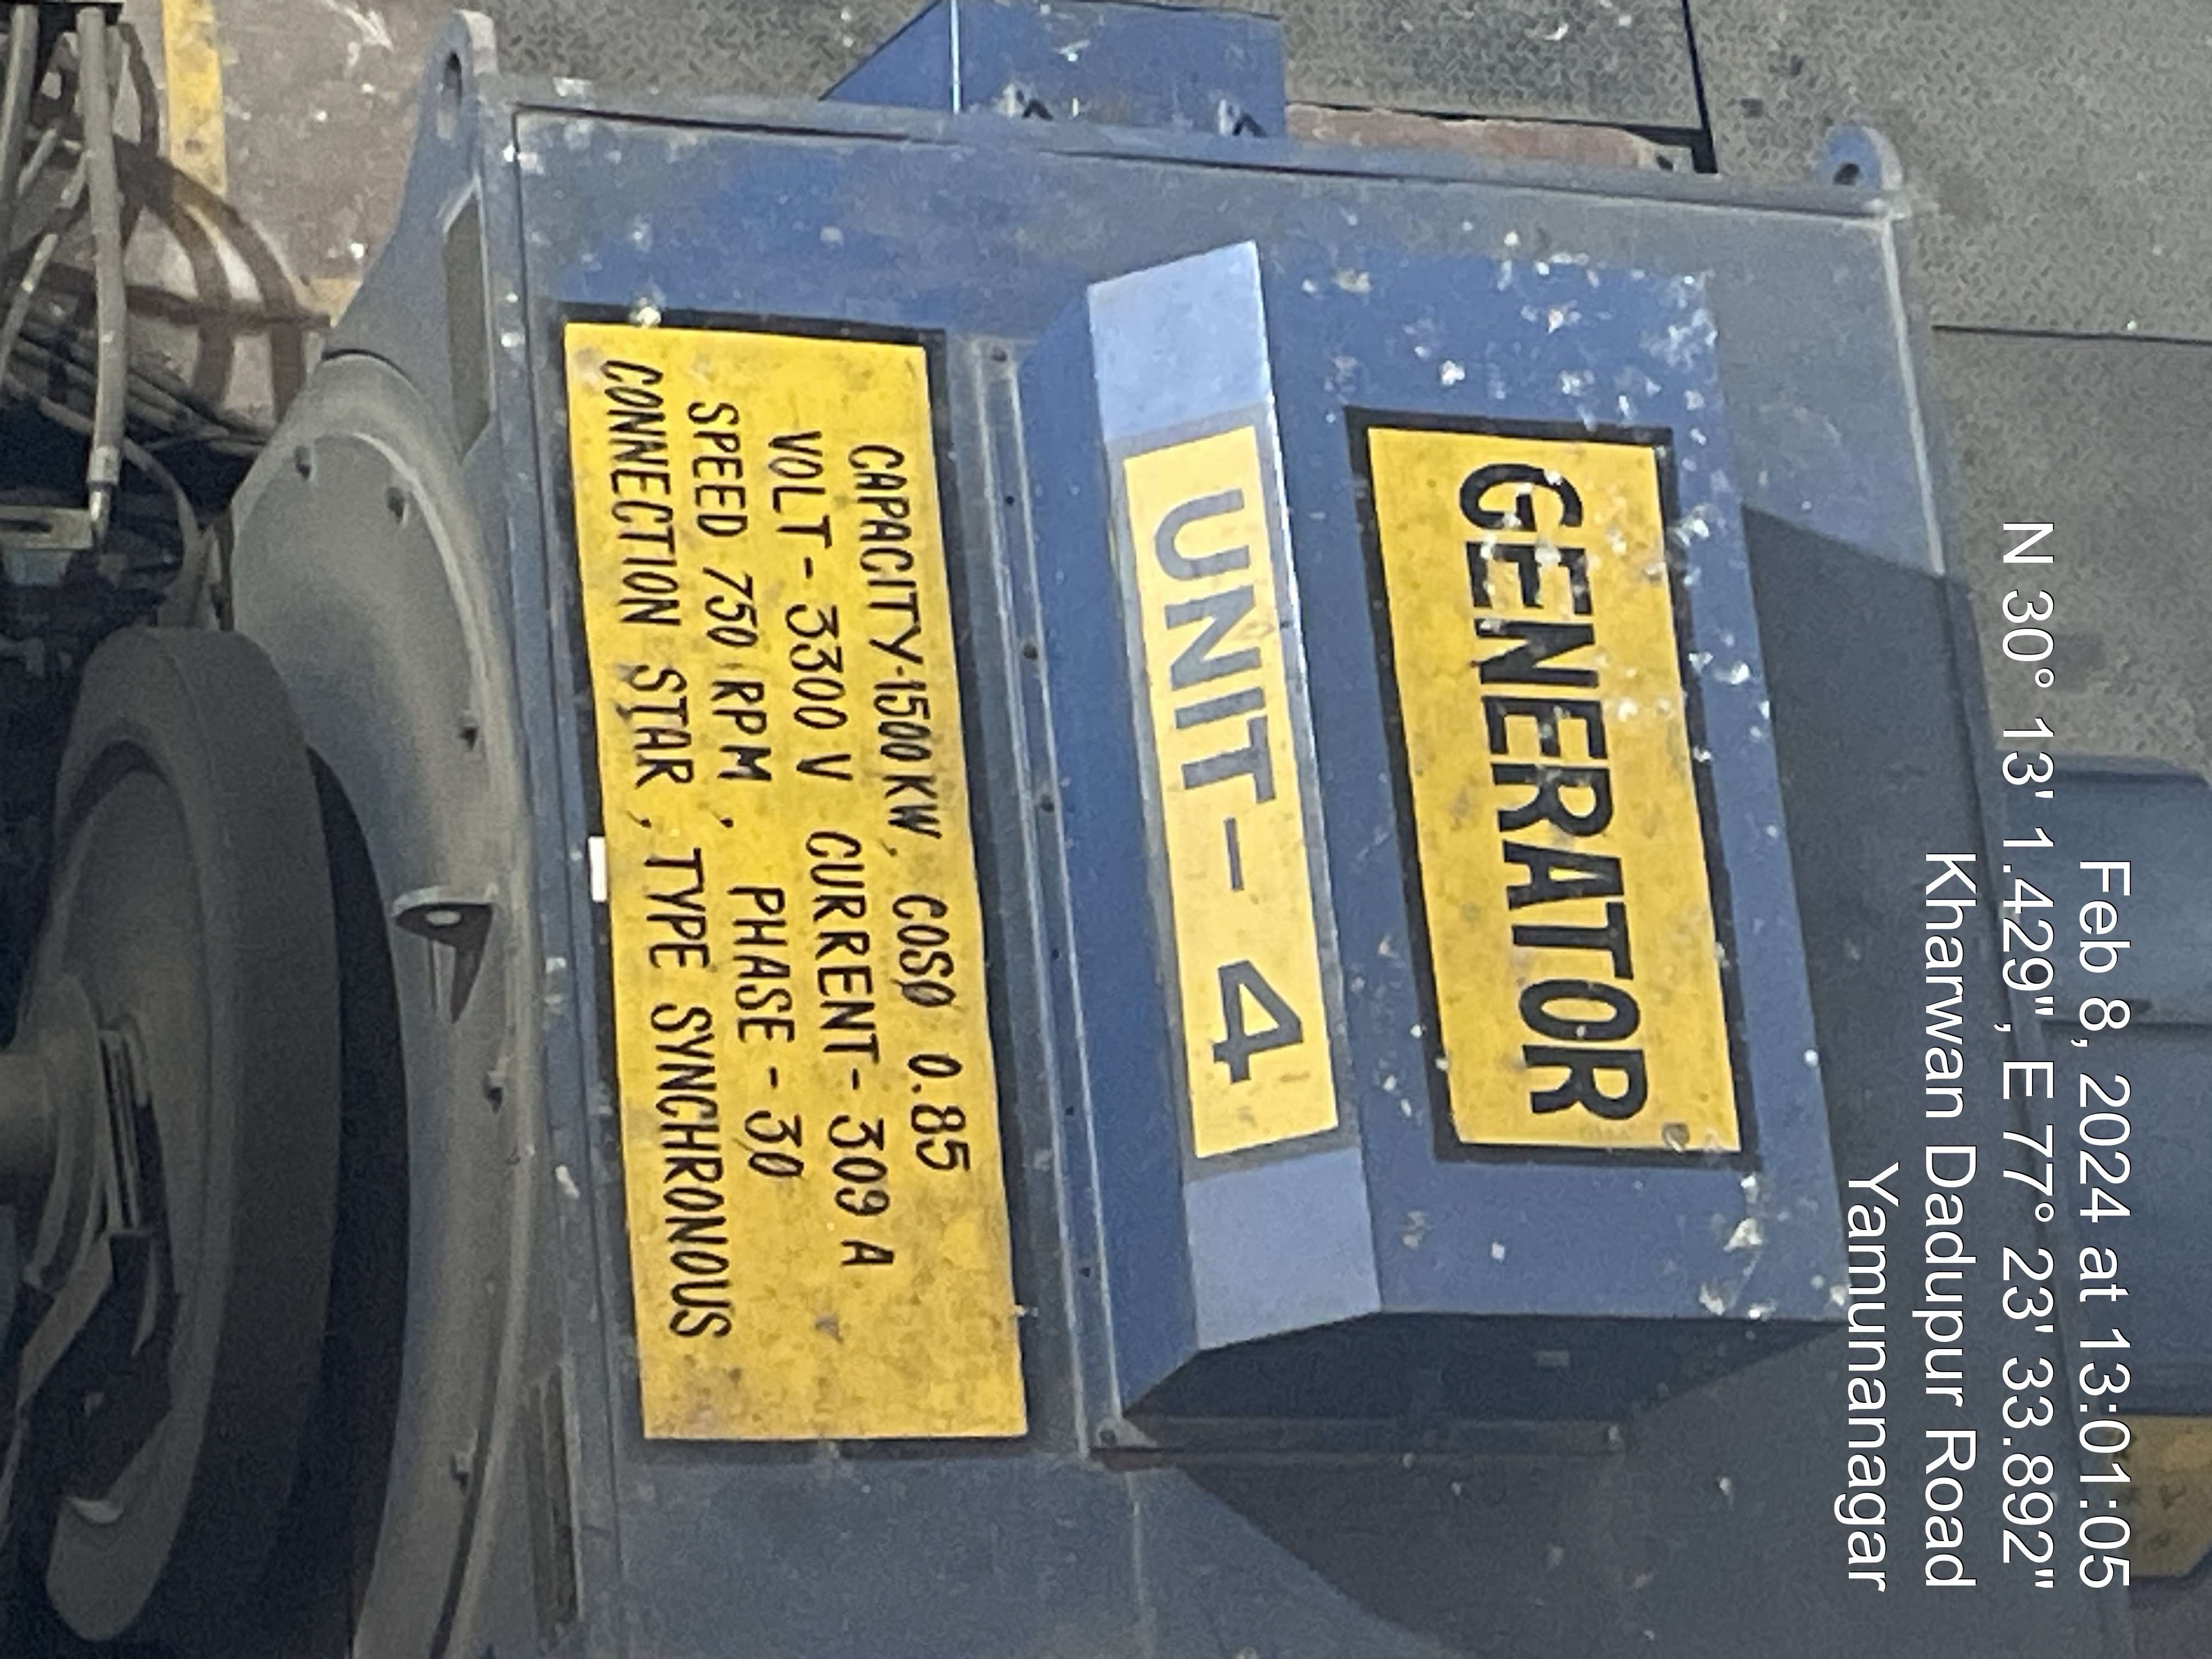 Feb 8, 2024 at 13:01:05
N 30° 13' 1.429", E 77° 23' 33.892"
Kharwan Dadupur Road
Yamunanagar
GENERATOR
UNIT - 4
CAPACITY-1500KW, COSØ 0.85
VOLT - 3300 V CURRENT - 309 A
SPEED 750 RPM , PHASE - 3Ø
CONNECTION STAR , TYPE SYNCHRONOUS